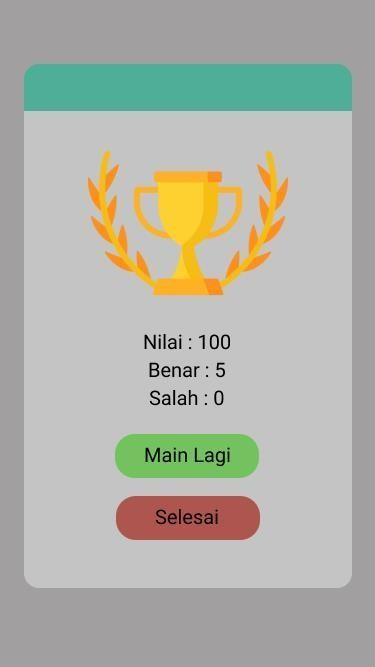 Nilai : 100
Benar : 5
Salah : 0
Main Lagi
Selesai